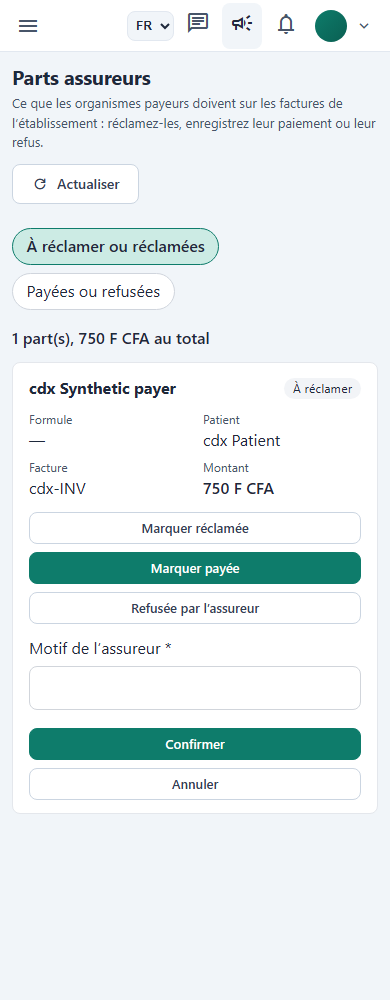 FR
Parts assureurs
Ce que les organismes payeurs doivent sur les factures de
l’établissement : réclamez-les, enregistrez leur paiement ou leur
refus.
Actualiser
À réclamer ou réclamées
Payées ou refusées
1 part(s), 750 F CFA au total
cdx Synthetic payer
À réclamer
Formule
Patient
—
cdx Patient
Facture
Montant
cdx-INV
750 F CFA
Marquer réclamée
Marquer payée
Refusée par l’assureur
Motif de l’assureur *
Confirmer
Annuler